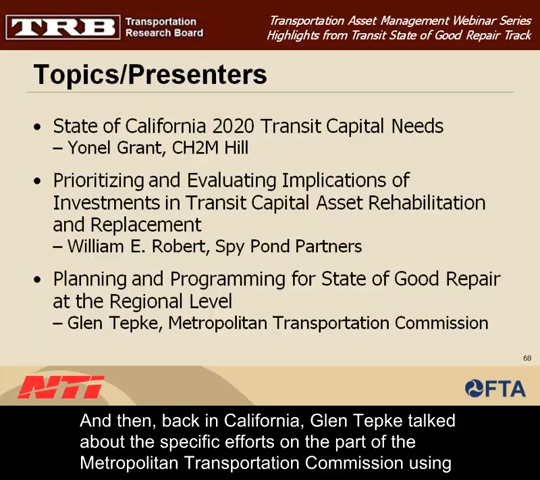 TRB
Transportation
Research Board
Transportation Asset Management Webinar Series
Highlights from Transit State of Good Repair Track
Topics/Presenters
• State of California 2020 Transit Capital Needs
– Yonel Grant, CH2M Hill
• Prioritizing and Evaluating Implications of
Investments in Transit Capital Asset Rehabilitation
and Replacement
– William E. Robert, Spy Pond Partners
• Planning and Programming for State of Good Repair
at the Regional Level
– Glen Tepke, Metropolitan Transportation Commission
68
NTI
FTA
And then, back in California, Glen Tepke talked
about the specific efforts on the part of the
Metropolitan Transportation Commission using